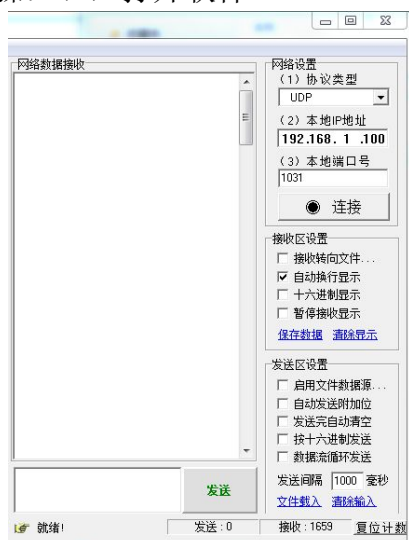 网络数据接收
网络设置
(1) 协议类型
UDP
(2) 本地IP地址
192.168. 1 .100
(3) 本地端口号
1031
连接
接收区设置
接收转向文件...
自动换行显示
十六进制显示
暂停接收显示
保存数据 清除显示
发送区设置
启用文件数据源...
自动发送附加位
发送完自动清空
按十六进制发送
数据流循环发送
发送间隔 1000 毫秒
文件载入 清除输入
发送
就绪!
发送 : 0
接收 : 1659
复位计数